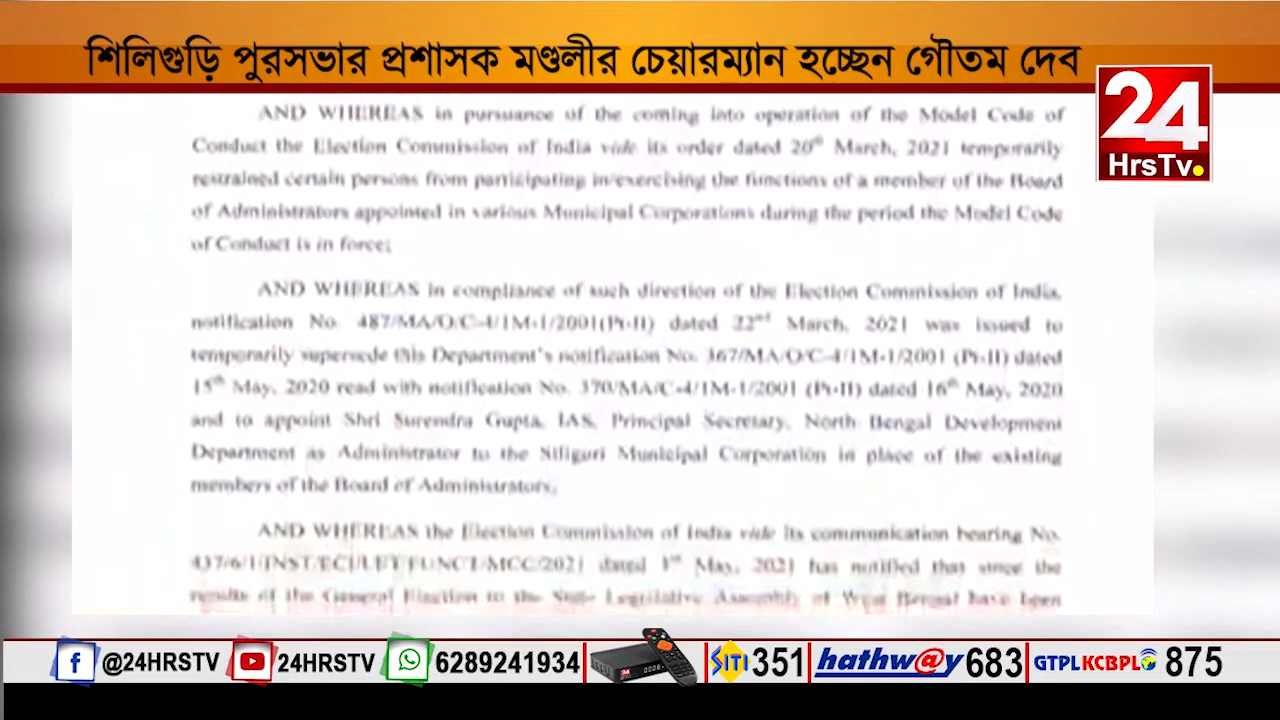 শিলিগুড়ি পুরসভার প্রশাসক মণ্ডলীর চেয়ারম্যান হচ্ছেন গৌতম দেব
24
HrsTv.
AND WHEREAS in pursuance of the coming into operation of the Model Code of
Conduct the Election Commission of India vide its order dated 20th March, 2021 temporarily
restrained certain persons from participating in/exercising the functions of a member of the Board
of Administrators appointed in various Municipal Corporations during the period the Model Code
of Conduct is in force;
AND WHEREAS in compliance of such direction of the Election Commission of India,
notification No. 487/MA/O/C-4/1M-1/2001(Pt-II) dated 22nd March, 2021 was issued to
temporarily supersede this Department's notification No. 367/MA/O/C-4/1M-1/2001 (Pt-II) dated
15th May, 2020 read with notification No. 370/MA/C-4/1M-1/2001 (Pt-II) dated 16th May, 2020
and to appoint Shri Surendra Gupta, IAS, Principal Secretary, North Bengal Development
Department as Administrator to the Siliguri Municipal Corporation in place of the existing
members of the Board of Administrators,
AND WHEREAS the Election Commission of India vide its communication bearing No.
437/6/1/INST/ECI/LET/FUNCT/MCC/2021 dated 3rd May, 2021 has notified that since the
results of the General Election to the State Legislative Assembly of West Bengal have been
@24HRSTV 24HRSTV 6289241934 SITI 351 hathw@y 683 GTPL KCBPL 875